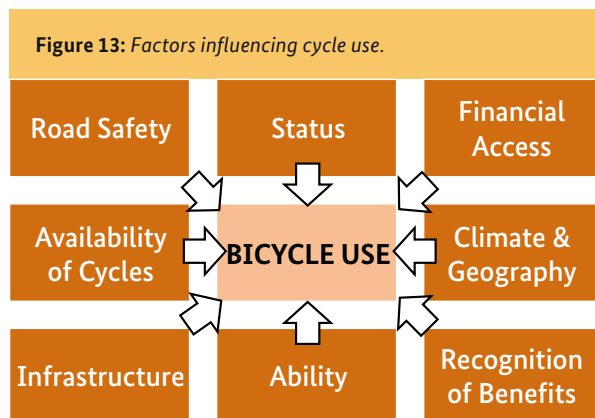 Figure 13: Factors influencing cycle use.
Road Safety
Status
Financial
Access
Availability
of Cycles
BICYCLE USE
Climate &
Geography
Infrastructure
Ability
Recognition
of Benefits